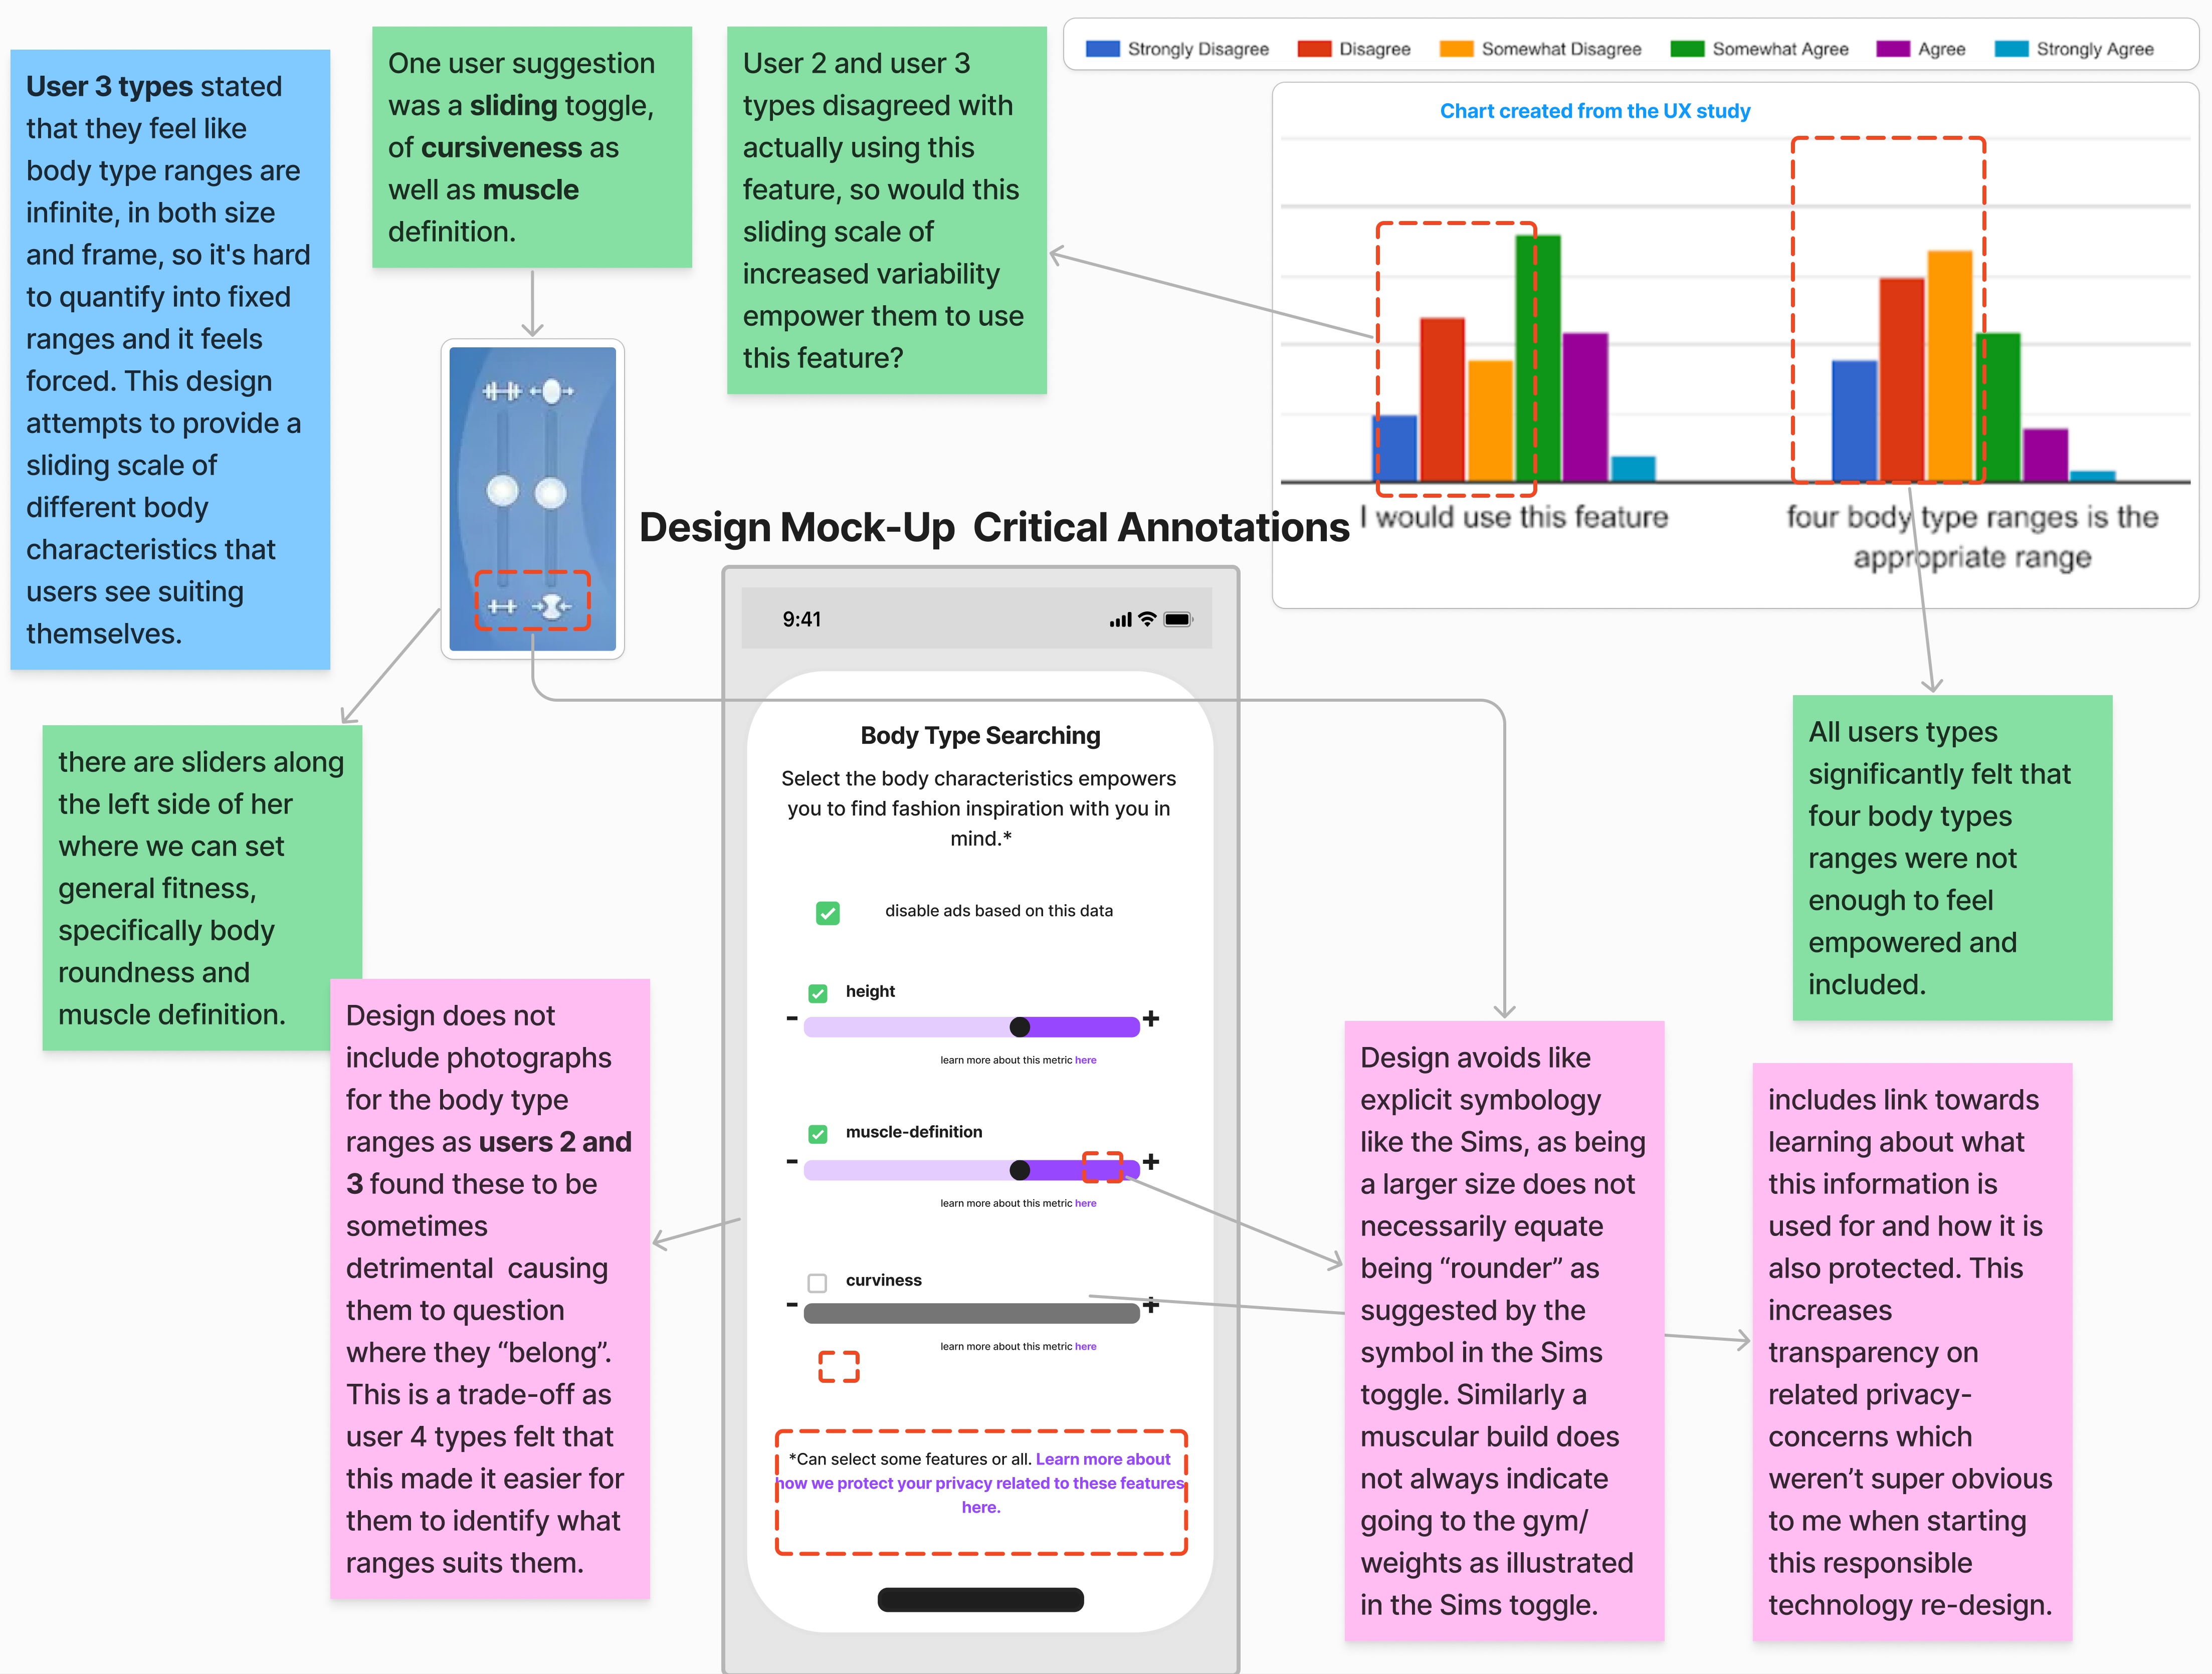 User 3 types stated
that they feel like
body type ranges are
infinite, in both size
and frame, so it's hard
to quantify into fixed
ranges and it feels
forced. This design
attempts to provide a
sliding scale of
different body
characteristics that
users see suiting
themselves.
One user suggestion
was a sliding toggle,
of cursiveness as
well as muscle
definition.
User 2 and user 3
types disagreed with
actually using this
feature, so would this
sliding scale of
increased variability
empower them to use
this feature?
Strongly Disagree Disagree Somewhat Disagree Somewhat Agree Agree Strongly Agree
Chart created from the UX study
I would use this feature
four body type ranges is the
appropriate range
Design Mock-Up Critical Annotations
there are sliders along
the left side of her
where we can set
general fitness,
specifically body
roundness and
muscle definition.
Design does not
include photographs
for the body type
ranges as users 2 and
3 found these to be
sometimes
detrimental causing
them to question
where they “belong”.
This is a trade-off as
user 4 types felt that
this made it easier for
them to identify what
ranges suits them.
9:41
Body Type Searching
Select the body characteristics empowers
you to find fashion inspiration with you in
mind.*
disable ads based on this data
height
- +
learn more about this metric here
muscle-definition
- +
learn more about this metric here
curviness
- +
learn more about this metric here
*Can select some features or all. Learn more about
how we protect your privacy related to these features
here.
Design avoids like
explicit symbology
like the Sims, as being
a larger size does not
necessarily equate
being “rounder” as
suggested by the
symbol in the Sims
toggle. Similarly a
muscular build does
not always indicate
going to the gym/
weights as illustrated
in the Sims toggle.
All users types
significantly felt that
four body types
ranges were not
enough to feel
empowered and
included.
includes link towards
learning about what
this information is
used for and how it is
also protected. This
increases
transparency on
related privacy-
concerns which
weren’t super obvious
to me when starting
this responsible
technology re-design.